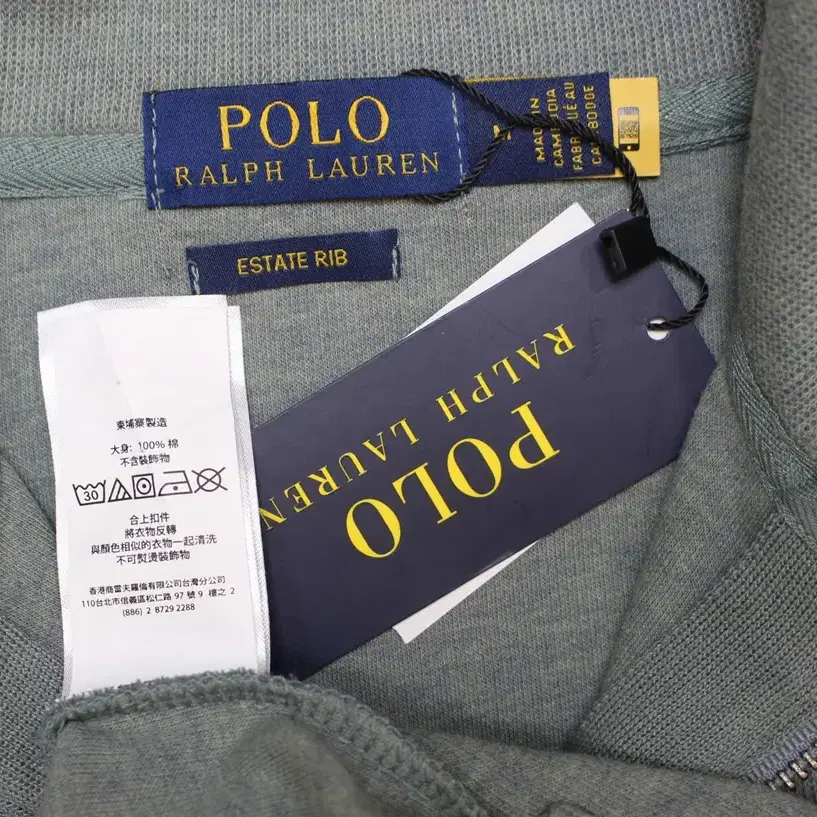 POLO
RALPH LAUREN
MADE IN
ESTATE RIB
RALPH LAUREN
POLO
柬埔寨製造
大身: 100% 棉
不含裝飾物
30
合上扣件
將衣物反轉
與顏色相似的衣物一起清洗
不可熨燙裝飾物
香港商雷夫羅倫有限公司台灣分公司
110台北市信義區松仁路 97 號 9 樓之 2
(886) 2 8729 2288